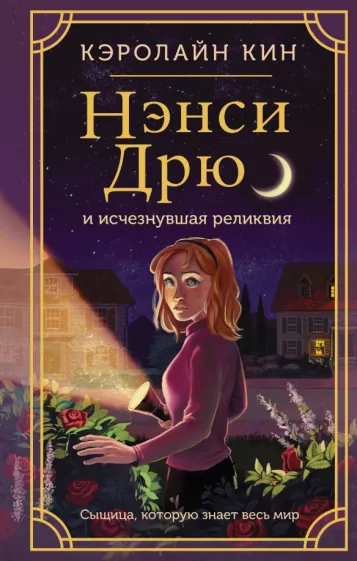 КЭРОЛАЙН КИН
Нэнси
Дрю
и исчезнувшая реликвия
Сыщица, которую знает весь мир